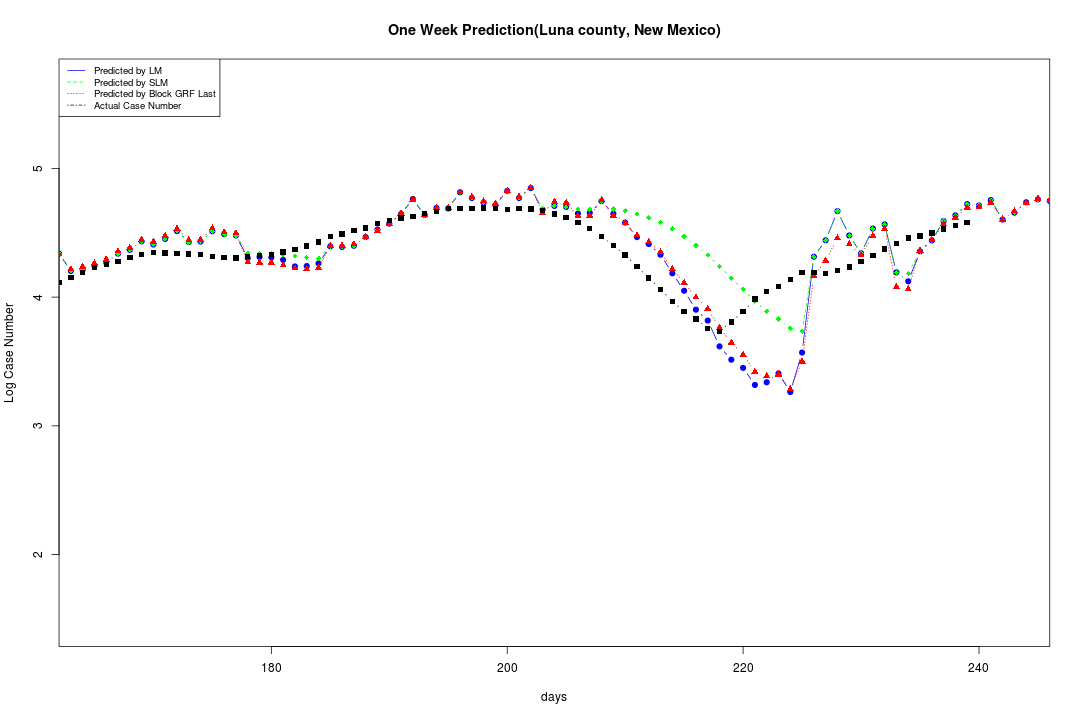 One Week Prediction(Luna county, New Mexico)
Predicted by LM
Predicted by SLM
Predicted by Block GRF Last
Actual Case Number
5
4
3
2
Log Case Number
180 200 220 240
days